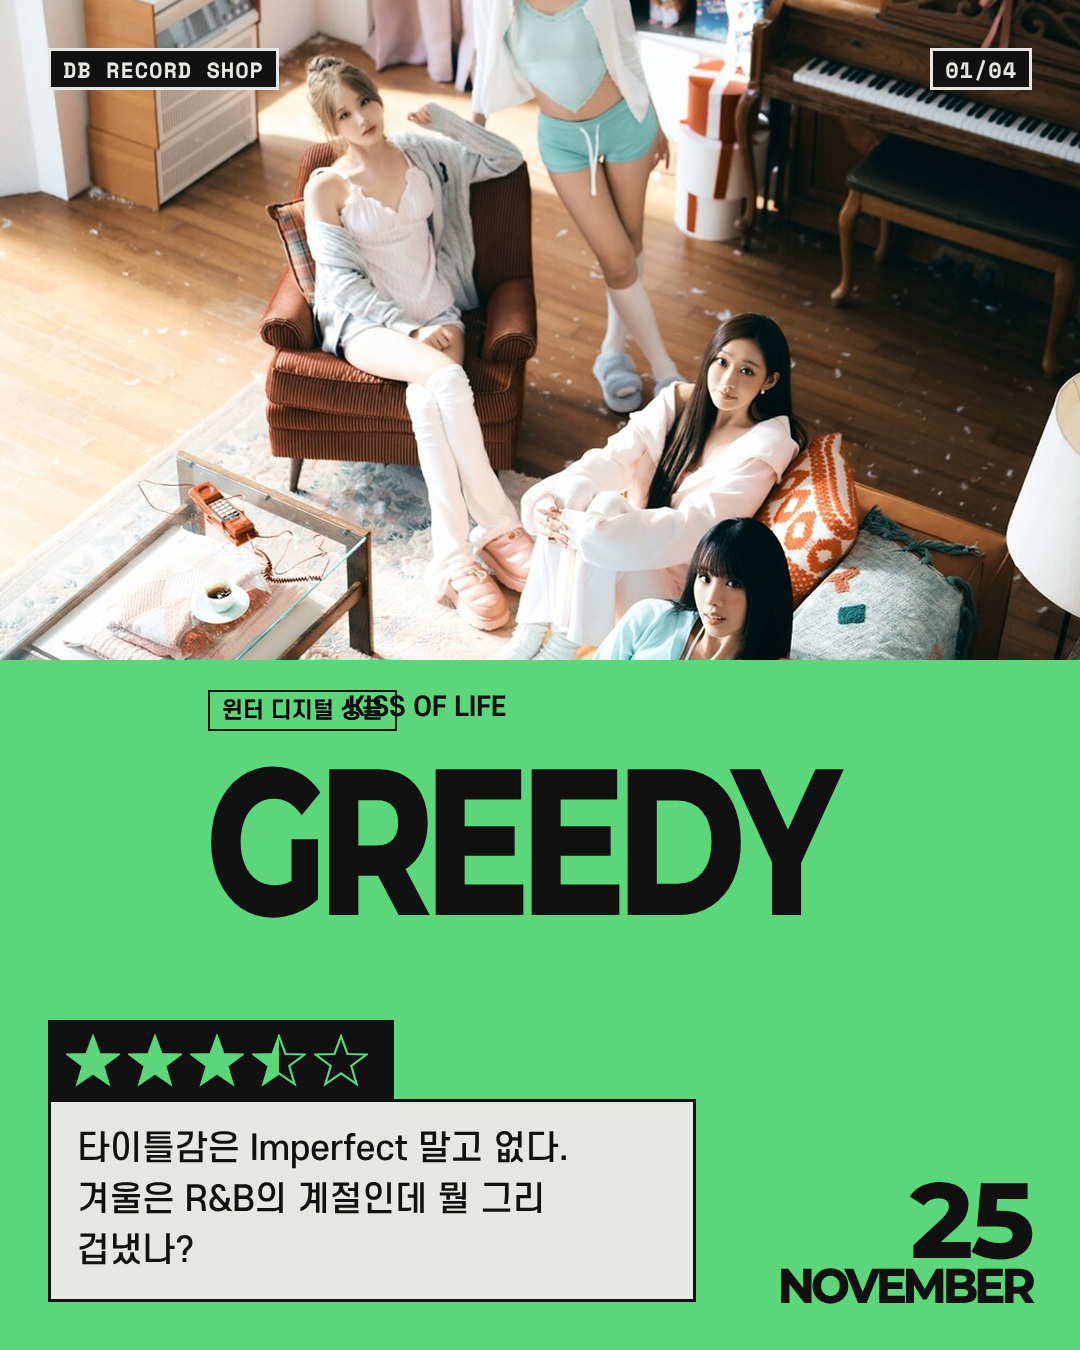 DB RECORD SHOP
01/04
윈터 디지털 싱글
KISS OF LIFE
GREEDY
타이틀감은 Imperfect 말고 없다.
겨울은 R&B의 계절인데 뭘 그리
겁냈나?
25
NOVEMBER